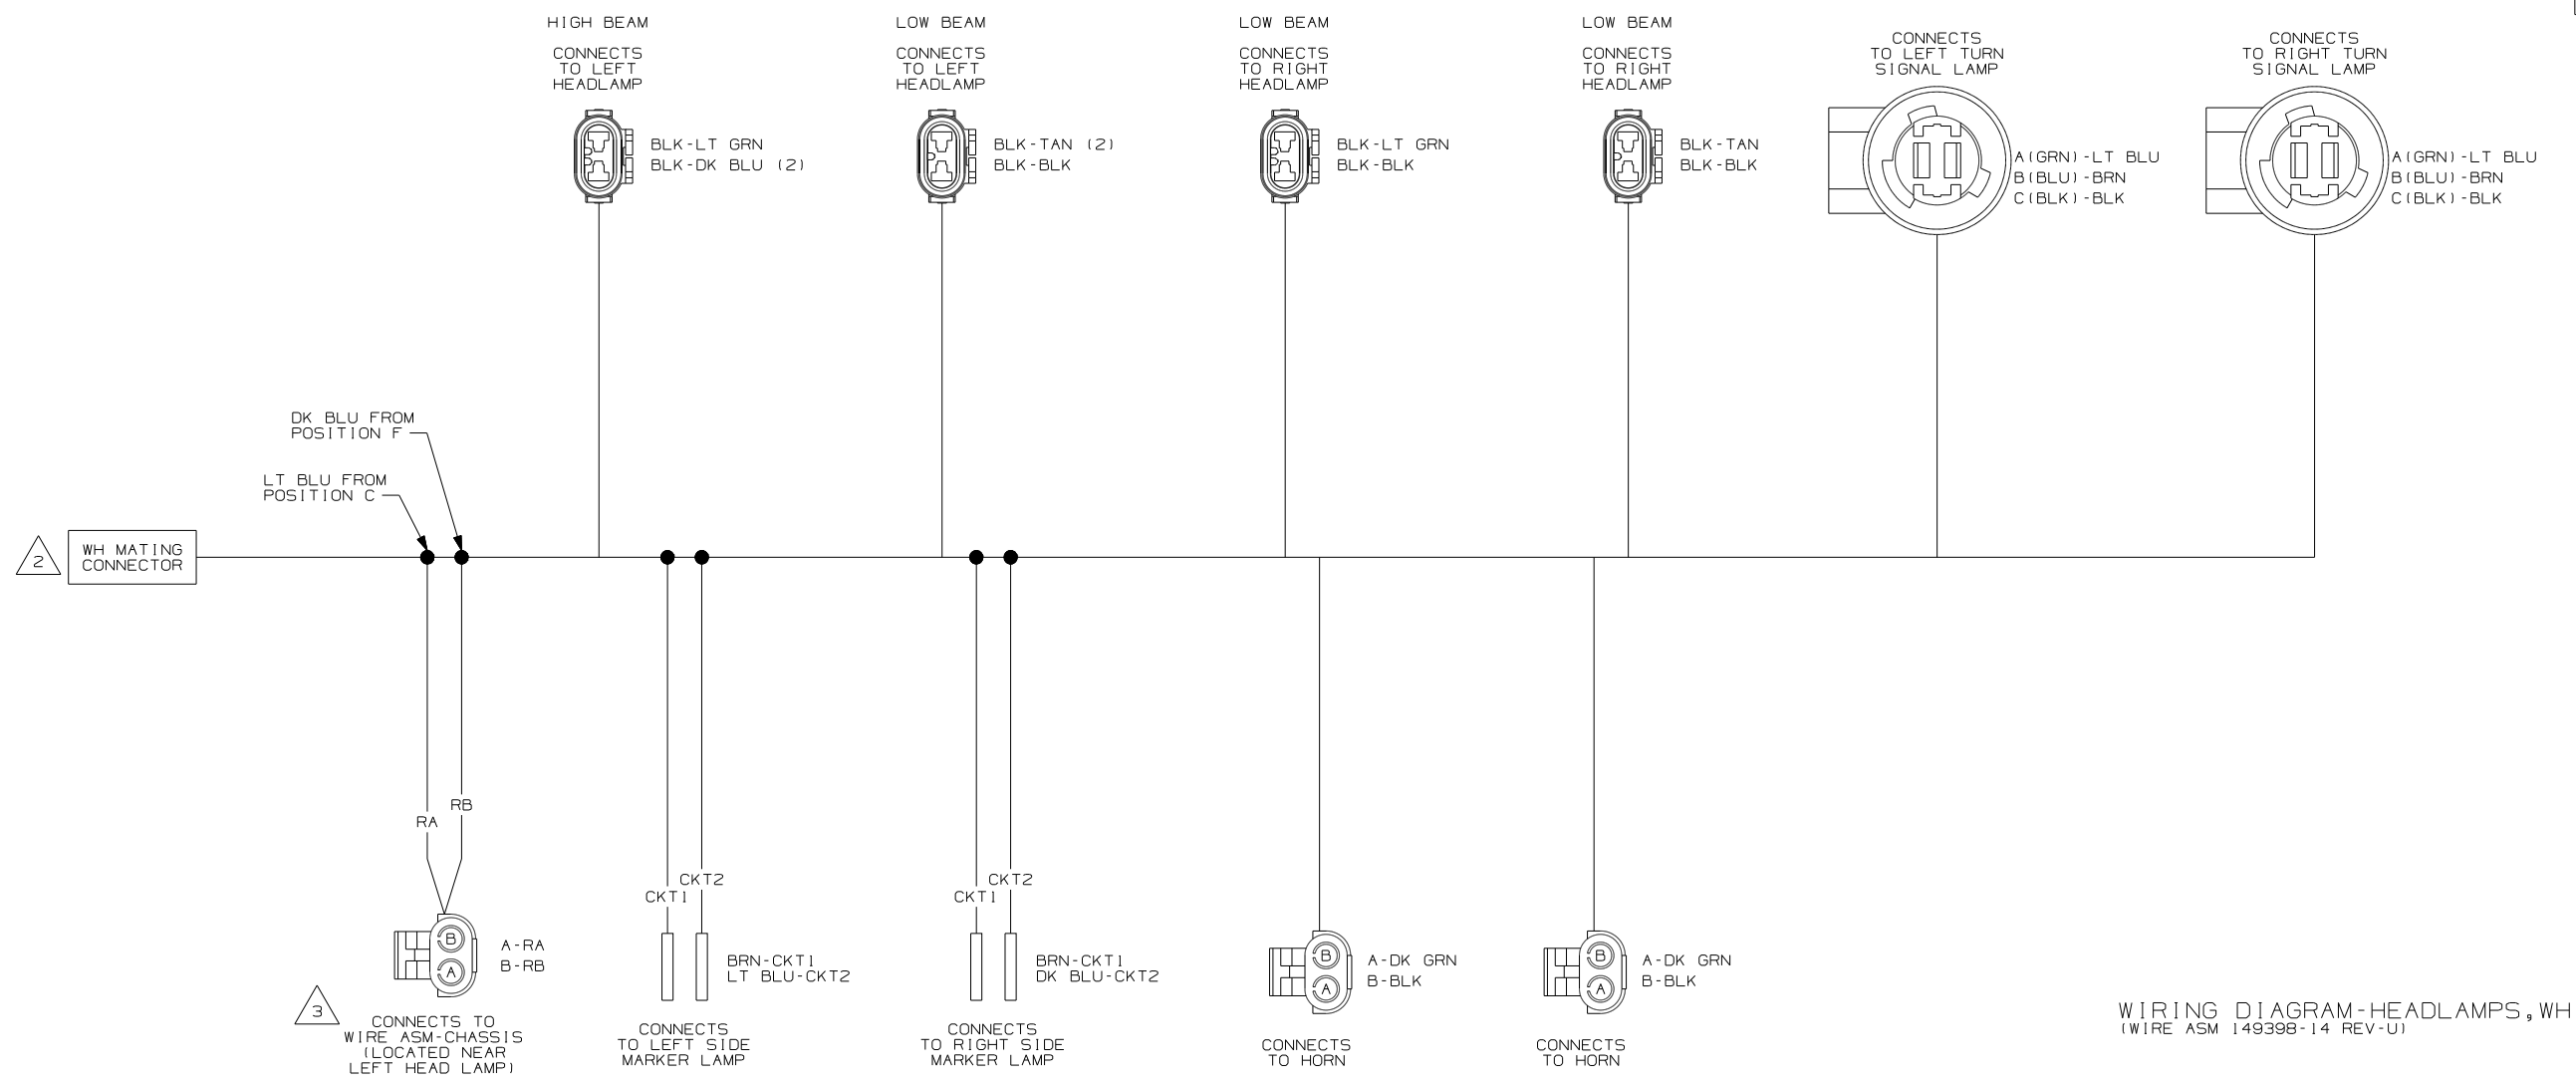 HIGH BEAM
CONNECTS
TO LEFT
HEADLAMP
BLK-LT GRN
BLK-DK BLU (2)
LOW BEAM
CONNECTS
TO LEFT
HEADLAMP
BLK-TAN (2)
BLK-BLK
LOW BEAM
CONNECTS
TO RIGHT
HEADLAMP
BLK-LT GRN
BLK-BLK
LOW BEAM
CONNECTS
TO RIGHT
HEADLAMP
BLK-TAN
BLK-BLK
CONNECTS
TO LEFT TURN
SIGNAL LAMP
A(GRN)-LT BLU
B(BLU)-BRN
C(BLK)-BLK
CONNECTS
TO RIGHT TURN
SIGNAL LAMP
A(GRN)-LT BLU
B(BLU)-BRN
C(BLK)-BLK
DK BLU FROM
POSITION F
LT BLU FROM
POSITION C
2
WH MATING
CONNECTOR
RB
RA
B
A
A-RA
B-RB
3
CONNECTS TO
WIRE ASM-CHASSIS
(LOCATED NEAR
LEFT HEAD LAMP)
CKT2
CKT1
BRN-CKT1
LT BLU-CKT2
CONNECTS
TO LEFT SIDE
MARKER LAMP
CKT2
CKT1
BRN-CKT1
DK BLU-CKT2
CONNECTS
TO RIGHT SIDE
MARKER LAMP
B
A
A-DK GRN
B-BLK
CONNECTS
TO HORN
B
A
A-DK GRN
B-BLK
CONNECTS
TO HORN
WIRING DIAGRAM-HEADLAMPS,WH
(WIRE ASM 149398-14 REV-U)